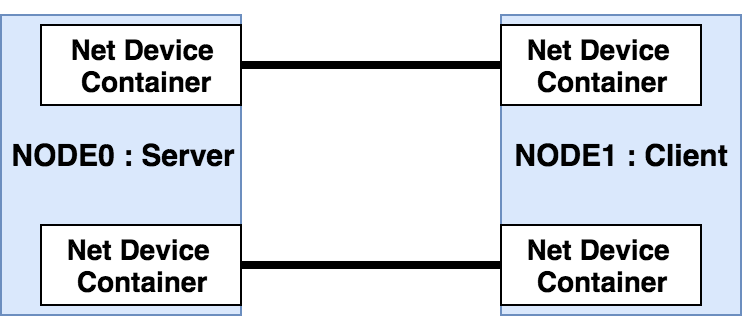 Net Device
Container
Net Device
Container
NODE0 : Server
NODE1 : Client
Net Device
Container
Net Device
Container